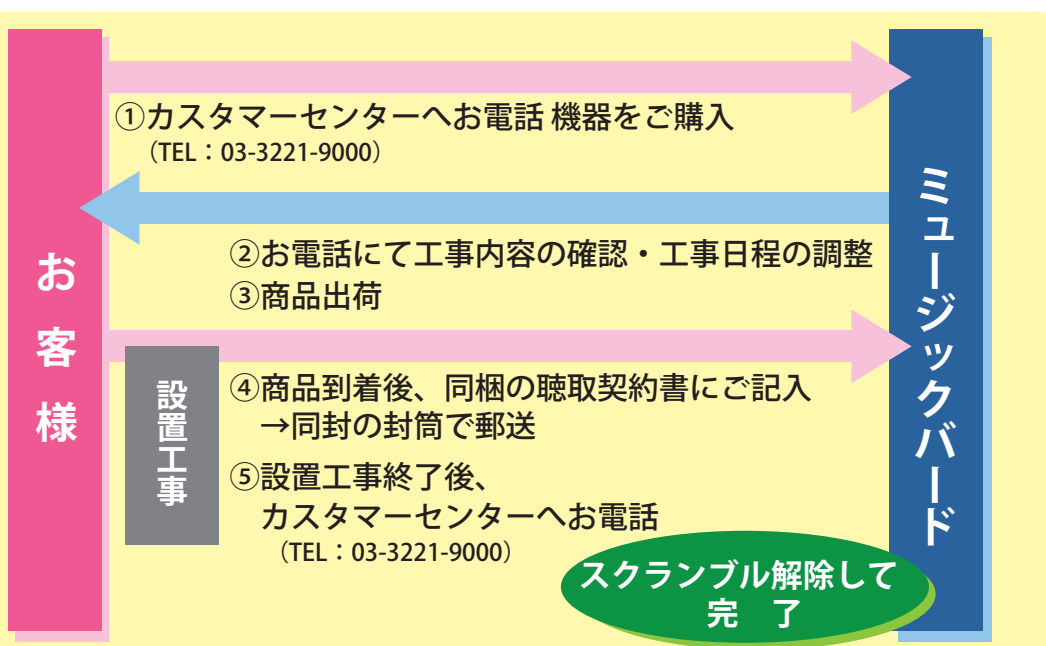 お客様
①カスタマーセンターへお電話 機器をご購入
（TEL：03-3221-9000）
②お電話にて工事内容の確認・工事日程の調整
③商品出荷
設置工事
④商品到着後、同梱の聴取契約書にご記入
→同封の封筒で郵送
⑤設置工事終了後、
カスタマーセンターへお電話
（TEL：03-3221-9000）
スクランブル解除して
完　了
ミュージックバード